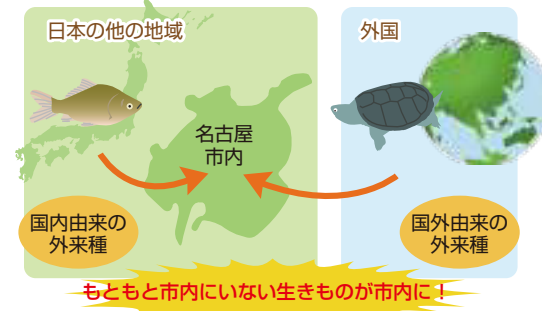 日本の他の地域
外国
名古屋
市内
国内由来の
外来種
国外由来の
外来種
もともと市内にいない生きものが市内に！